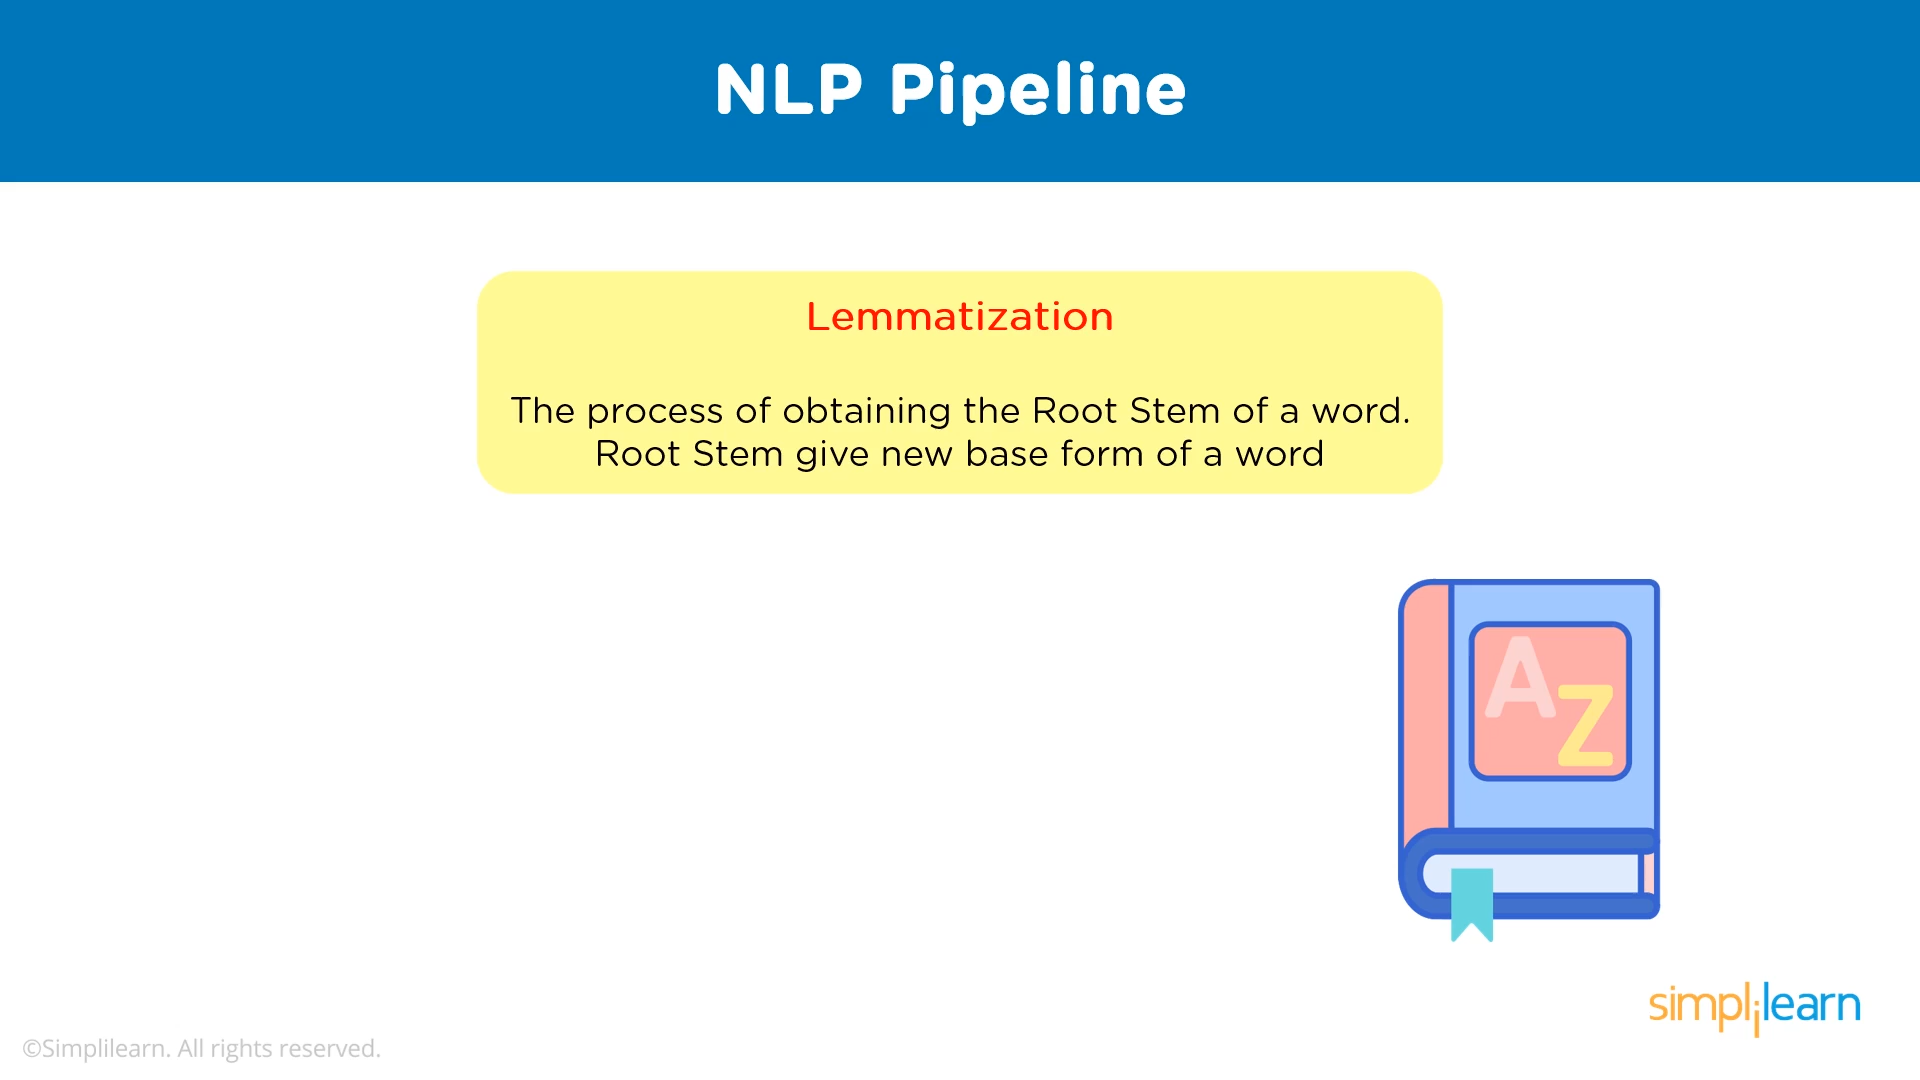 NLP Pipeline
Lemmatization
The process of obtaining the Root Stem of a word.
Root Stem give new base form of a word
A
Z
simplilearn
©Simplilearn. All rights reserved.